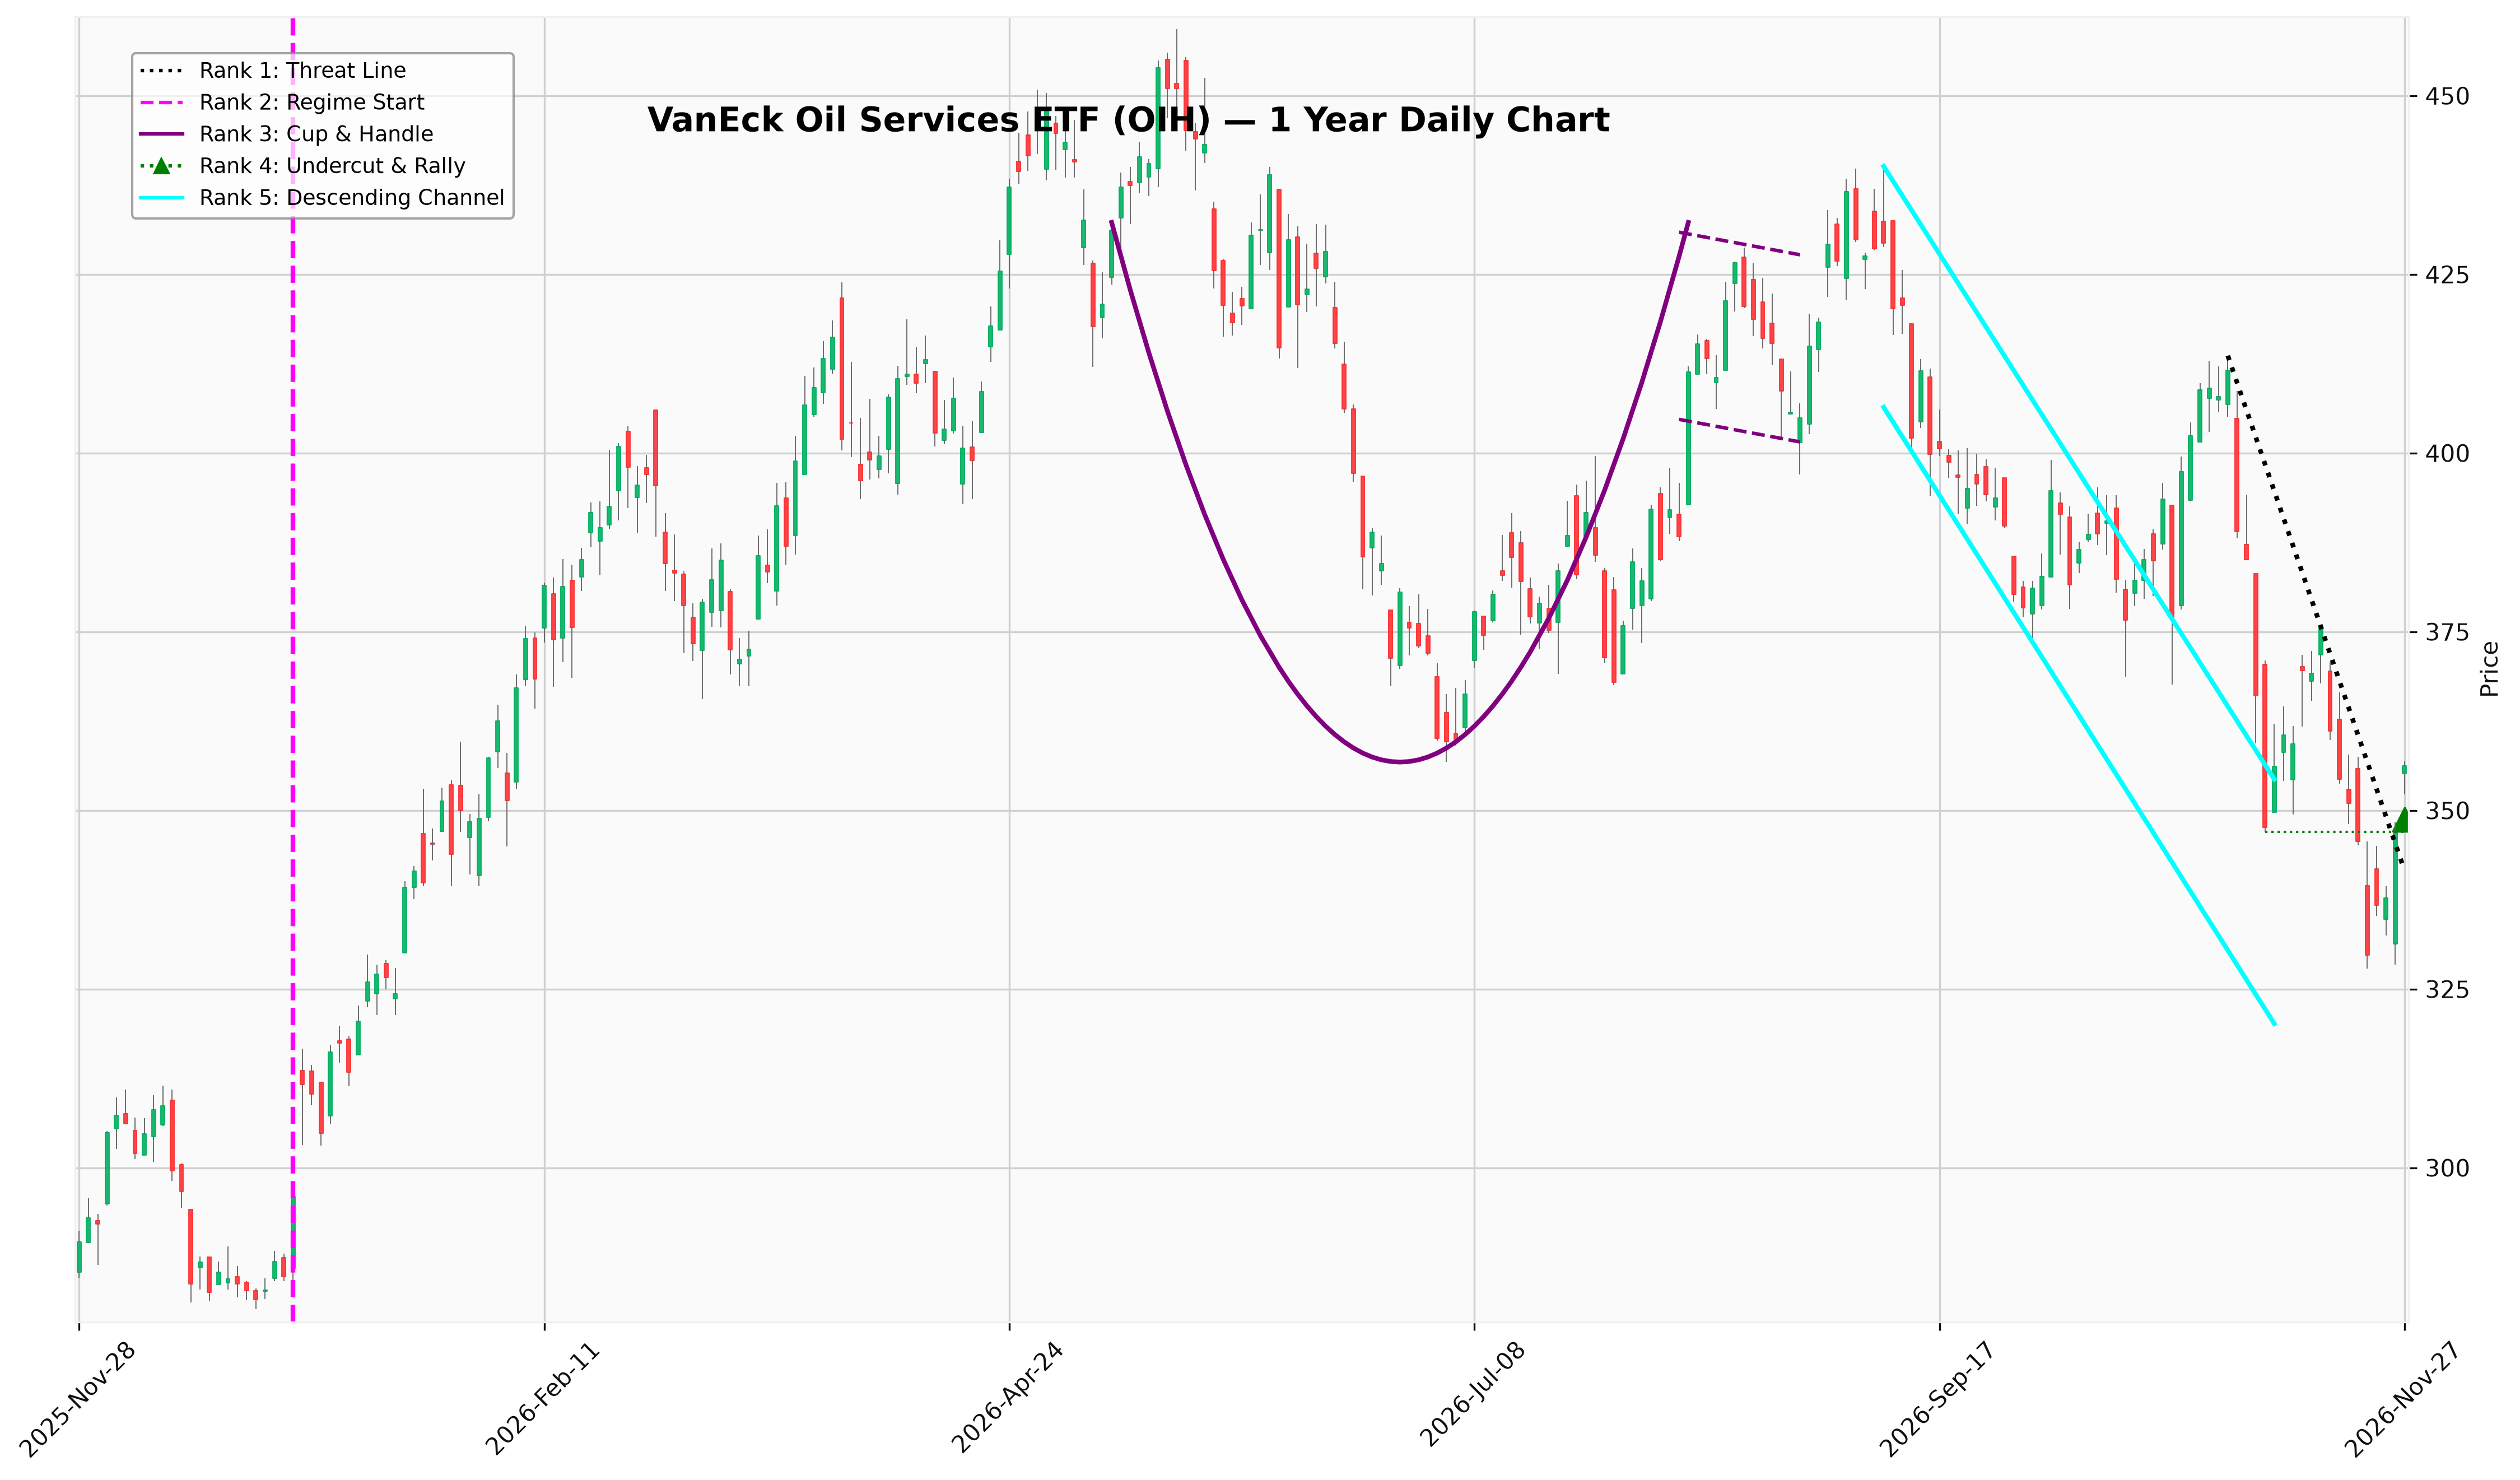 VanEck Oil Services ETF (OIH) — 1 Year Daily Chart
Rank 1: Threat Line
Rank 2: Regime Start
Rank 3: Cup & Handle
Rank 4: Undercut & Rally
Rank 5: Descending Channel
450
425
400
375
350
325
300
Price
2025-Nov-28
2026-Feb-11
2026-Apr-24
2026-Jul-08
2026-Sep-17
2026-Nov-27